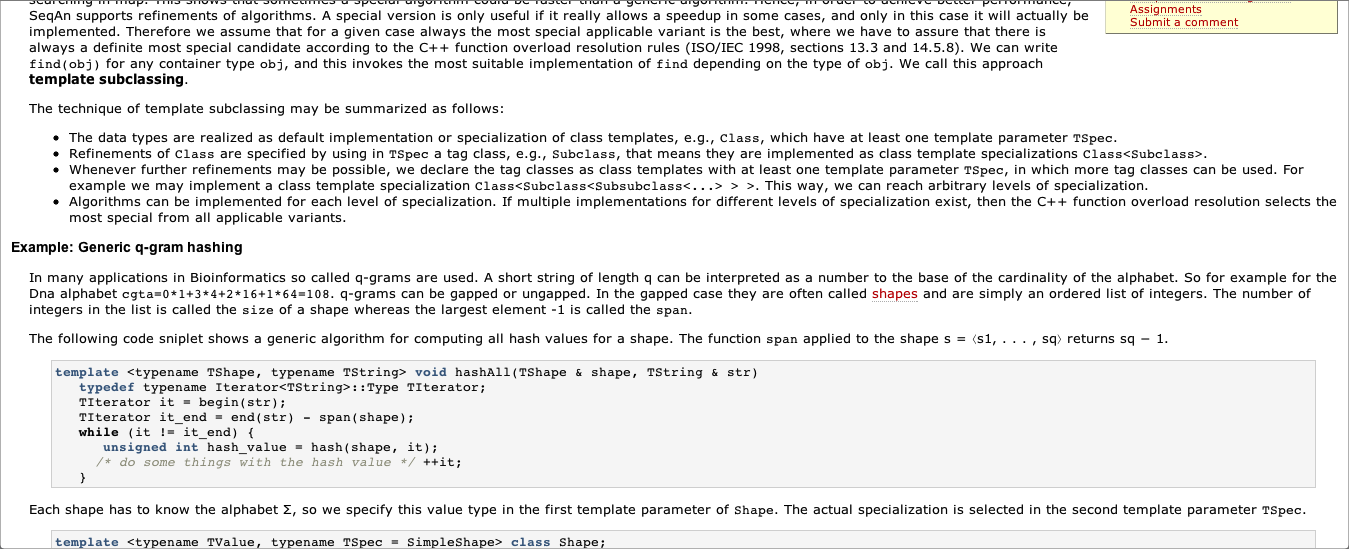 searching in map. This shows that sometimes a special algorithm could be faster than a generic algorithm. Hence, in order to achieve better performance,
SeqAn supports refinements of algorithms. A special version is only useful if it really allows a speedup in some cases, and only in this case it will actually be
implemented. Therefore we assume that for a given case always the most special applicable variant is the best, where we have to assure that there is
always a definite most special candidate according to the C++ function overload resolution rules (ISO/IEC 1998, sections 13.3 and 14.5.8). We can write
find(obj) for any container type obj, and this invokes the most suitable implementation of find depending on the type of obj. We call this approach
template subclassing.
Assignments
Submit a comment
The technique of template subclassing may be summarized as follows:
• The data types are realized as default implementation or specialization of class templates, e.g., Class, which have at least one template parameter TSpec.
• Refinements of Class are specified by using in TSpec a tag class, e.g., Subclass, that means they are implemented as class template specializations Class<Subclass>.
• Whenever further refinements may be possible, we declare the tag classes as class templates with at least one template parameter TSpec, in which more tag classes can be used. For
example we may implement a class template specialization Class<Subclass<Subsubclass<...> > >. This way, we can reach arbitrary levels of specialization.
• Algorithms can be implemented for each level of specialization. If multiple implementations for different levels of specialization exist, then the C++ function overload resolution selects the
most special from all applicable variants.
Example: Generic q-gram hashing
In many applications in Bioinformatics so called q-grams are used. A short string of length q can be interpreted as a number to the base of the cardinality of the alphabet. So for example for the
Dna alphabet cgta=0*1+3*4+2*16+1*64=108. q-grams can be gapped or ungapped. In the gapped case they are often called shapes and are simply an ordered list of integers. The number of
integers in the list is called the size of a shape whereas the largest element -1 is called the span.
The following code sniplet shows a generic algorithm for computing all hash values for a shape. The function span applied to the shape s = ⟨s1, . . . , sq⟩ returns sq − 1.
template <typename TShape, typename TString> void hashAll(TShape & shape, TString & str)
typedef typename Iterator<TString>::Type TIterator;
TIterator it = begin(str);
TIterator it_end = end(str) - span(shape);
while (it != it_end) {
unsigned int hash_value = hash(shape, it);
/* do some things with the hash value */ ++it;
}
Each shape has to know the alphabet Σ, so we specify this value type in the first template parameter of Shape. The actual specialization is selected in the second template parameter TSpec.
template <typename TValue, typename TSpec = SimpleShape> class Shape;